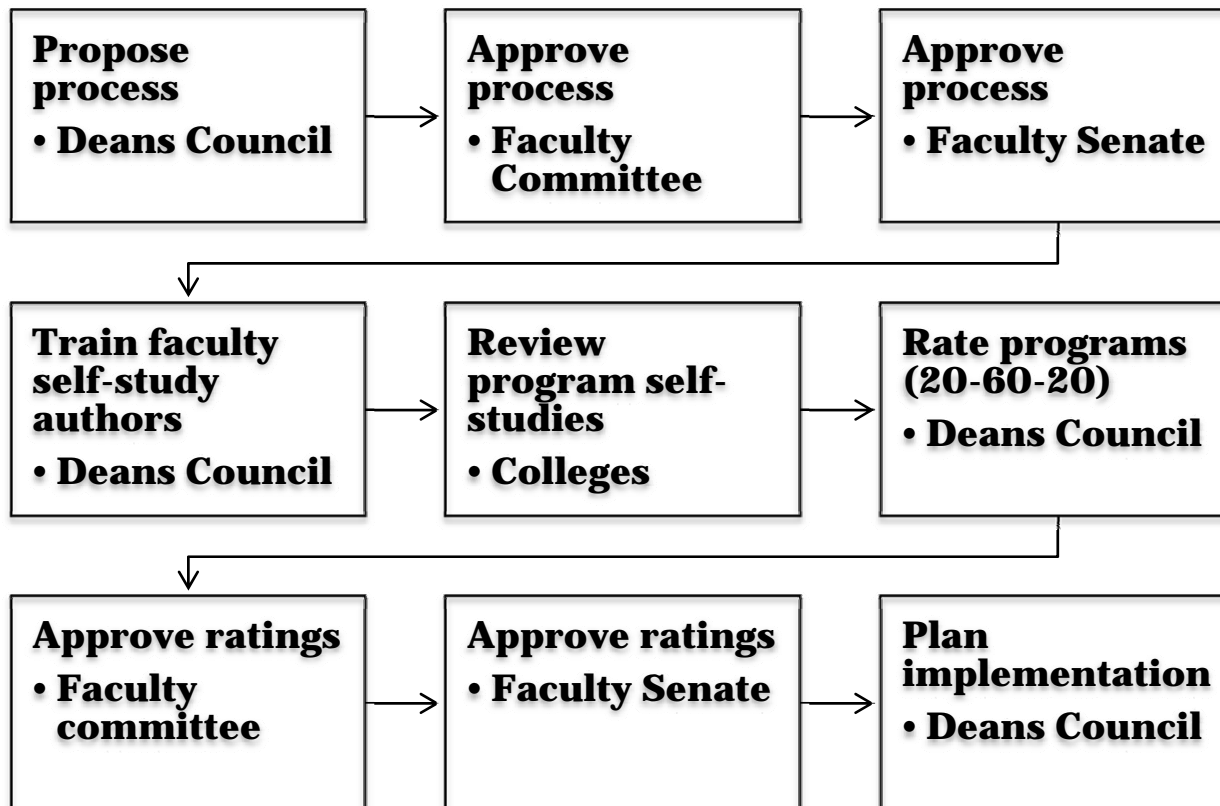 Propose
process
• Deans Council
Approve
process
• Faculty
Committee
Approve
process
• Faculty Senate
Train faculty
self-study
authors
• Deans Council
Review
program self-
studies
• Colleges
Rate programs
(20-60-20)
• Deans Council
Approve ratings
• Faculty
committee
Approve ratings
• Faculty Senate
Plan
implementation
• Deans Council